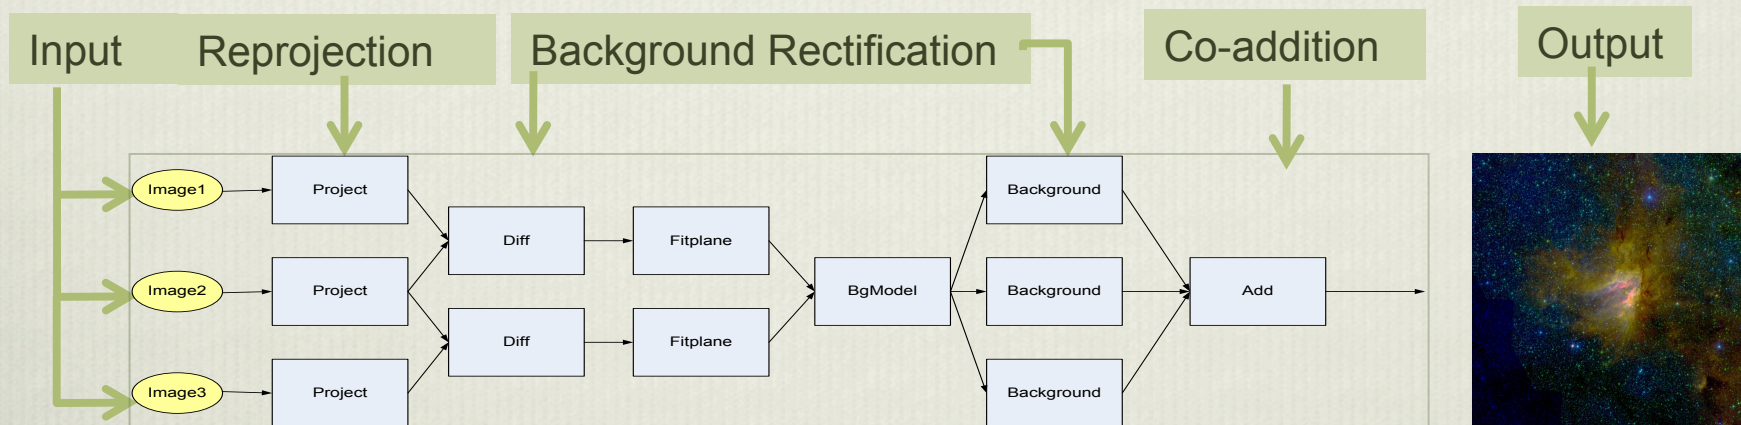 Input
Reprojection
Background Rectification
Co-addition
Output
Image1
Project
Background
Diff
Fitplane
Image2
Project
BgModel
Background
Add
Diff
Fitplane
Image3
Project
Background